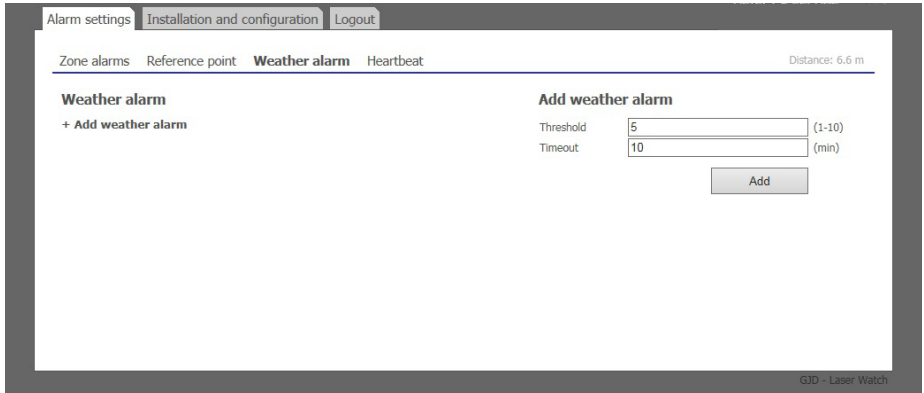 Alarm settings Installation and configuration Logout
Zone alarms Reference point Weather alarm Heartbeat Distance: 6.6 m
Weather alarm Add weather alarm
+ Add weather alarm Threshold 5 (1-10)
Timeout 10 (min)
Add
GJD - Laser Watch